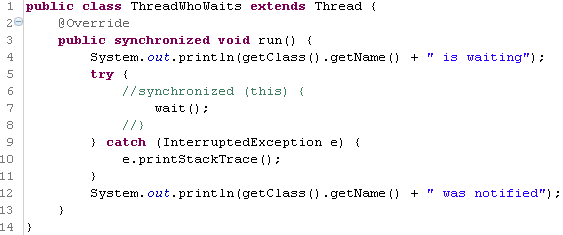 1 public class ThreadWhoWaits extends Thread {
2 @Override
3 public synchronized void run() {
4 System.out.println(getClass().getName() + " is waiting");
5 try {
6 //synchronized (this) {
7 wait();
8 //}
9 } catch (InterruptedException e) {
10 e.printStackTrace();
11 }
12 System.out.println(getClass().getName() + " was notified");
13 }
14 }